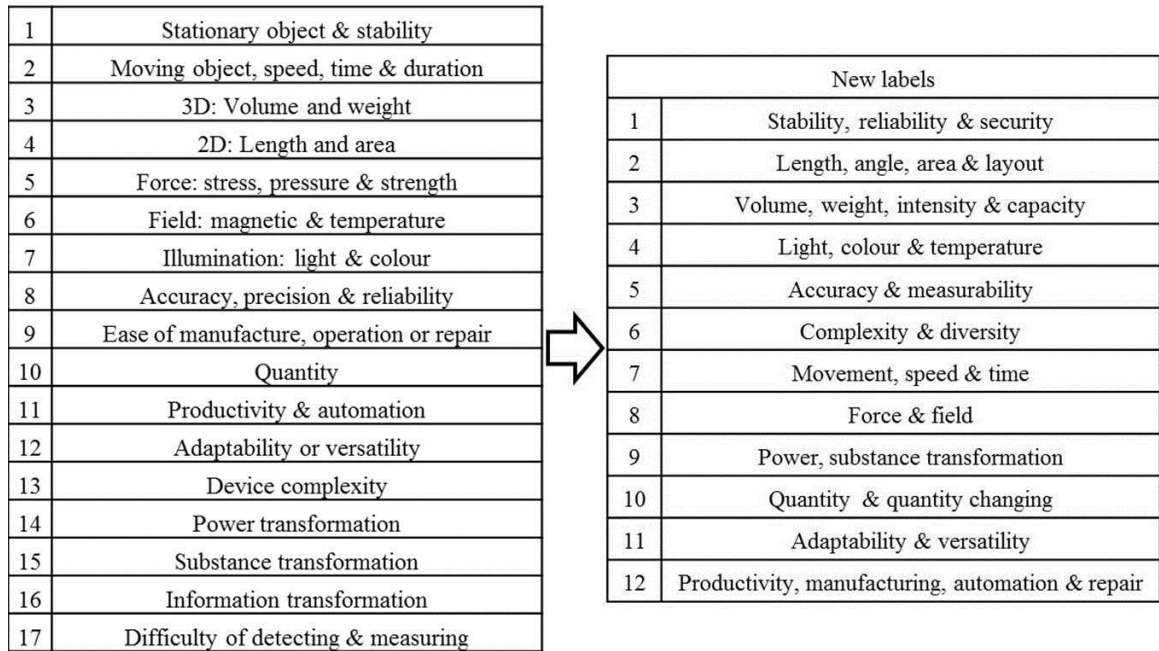 1 Stationary object & stability
2 Moving object, speed, time & duration
3 3D: Volume and weight
4 2D: Length and area
5 Force: stress, pressure & strength
6 Field: magnetic & temperature
7 Illumination: light & colour
8 Accuracy, precision & reliability
9 Ease of manufacture, operation or repair
10 Quantity
11 Productivity & automation
12 Adaptability or versatility
13 Device complexity
14 Power transformation
15 Substance transformation
16 Information transformation
17 Difficulty of detecting & measuring
New labels
1 Stability, reliability & security
2 Length, angle, area & layout
3 Volume, weight, intensity & capacity
4 Light, colour & temperature
5 Accuracy & measurability
6 Complexity & diversity
7 Movement, speed & time
8 Force & field
9 Power, substance transformation
10 Quantity & quantity changing
11 Adaptability & versatility
12 Productivity, manufacturing, automation & repair